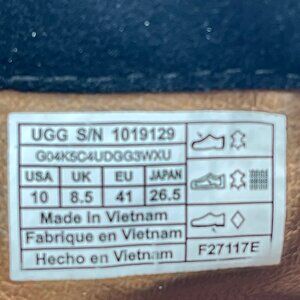 UGG S/N 1019129
G04K5C4UDGG3WXU
USA UK EU JAPAN
10 8.5 41 26.5
Made In Vietnam
Fabrique en Vietnam
Hecho en Vietnam
F27117E